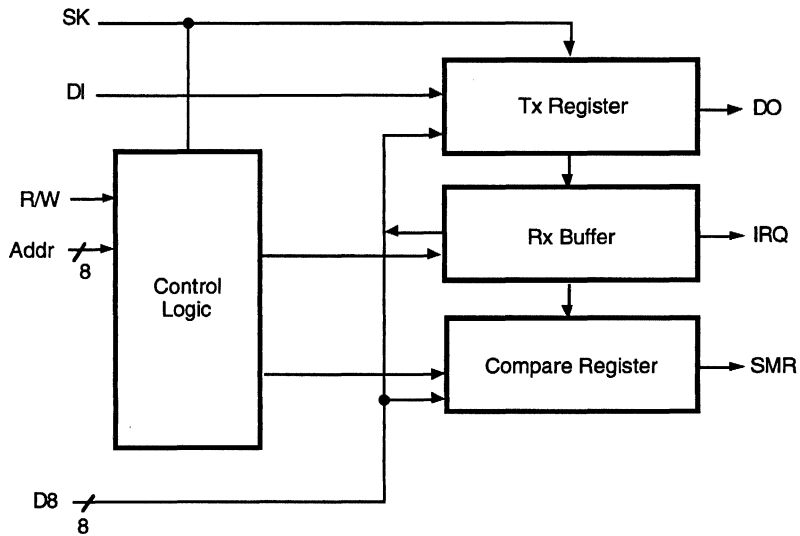 SK
DI
Tx Register
DO
R/W
Addr
8
Control
Logic
Rx Buffer
IRQ
Compare Register
SMR
D8
8